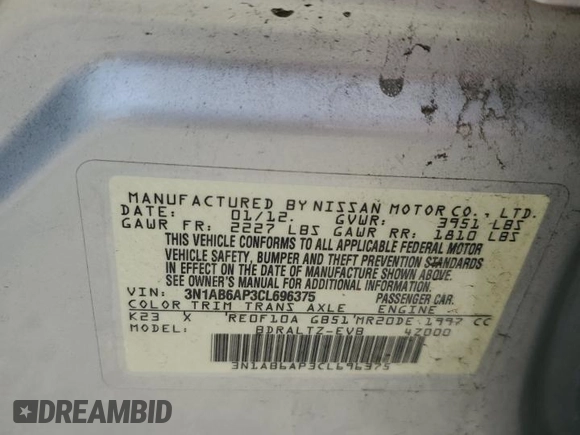 MANUFACTURED BY NISSAN MOTOR CO., LTD.
DATE: 01/12. GVWR: 3951 LBS
GAWR FR: 2227 LBS GAWR RR: 1810 LBS
THIS VEHICLE CONFORMS TO ALL APPLICABLE FEDERAL MOTOR
VEHICLE SAFETY, BUMPER AND THEFT PREVENTION STANDARDS
IN EFFECT ON THE DATE OF MANUFACTURE SHOWN ABOVE.
SEE OWNER'S MANUAL FOR ADDITIONAL INFORMATION.
VIN: 3N1AB6AP3CL696375 PASSENGER CAR.
COLOR TRIM TRANS AXLE ENGINE
K23 X RE0F10A GB51 MR20DE 1997 CC
MODEL: BDRALTZ-EVB 4Z000
3N1AB6AP3CL696375
DREAMBID
DREAMBID